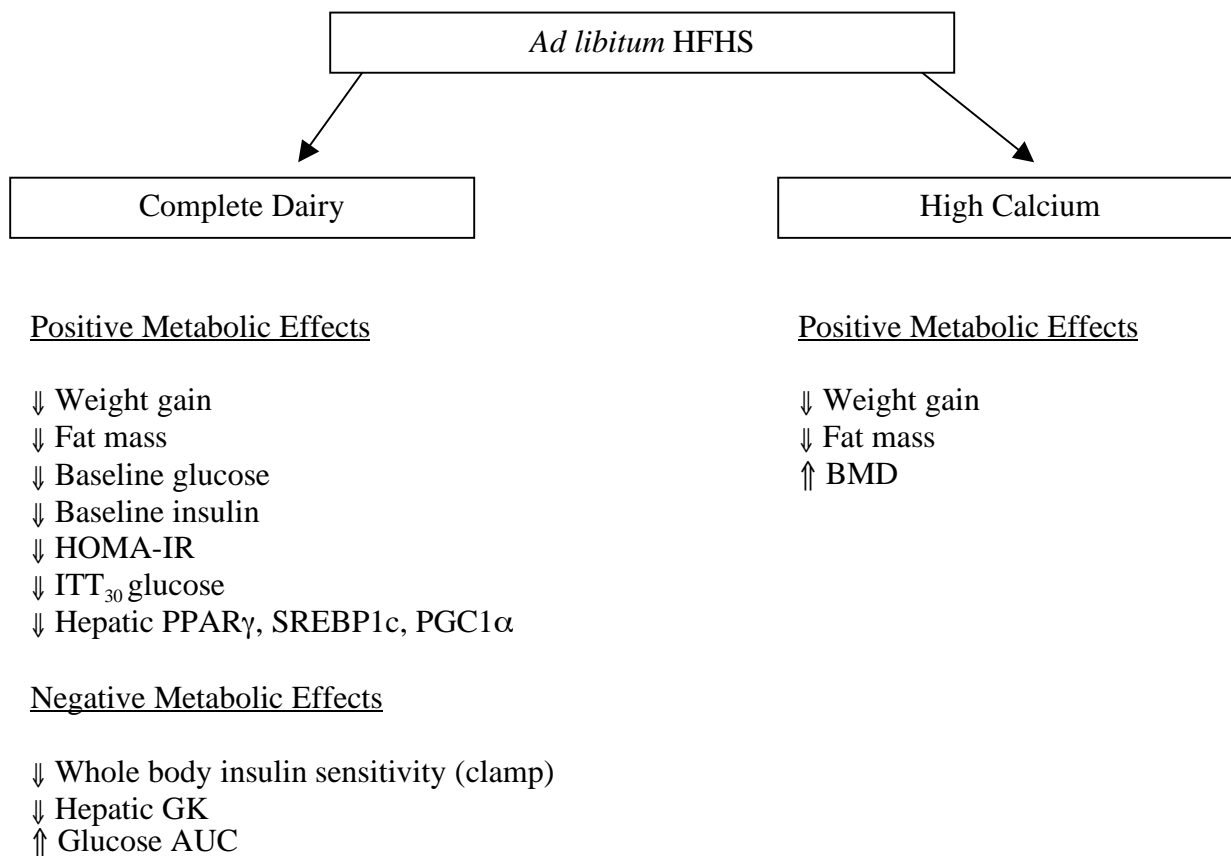 Ad libitum HFHS
Complete Dairy
High Calcium
Positive Metabolic Effects
⇓ Weight gain
⇓ Fat mass
⇓ Baseline glucose
⇓ Baseline insulin
⇓ HOMA-IR
⇓ ITT₃₀ glucose
⇓ Hepatic PPARγ, SREBP1c, PGC1α
Negative Metabolic Effects
⇓ Whole body insulin sensitivity (clamp)
⇓ Hepatic GK
⇑ Glucose AUC
Positive Metabolic Effects
⇓ Weight gain
⇓ Fat mass
⇑ BMD